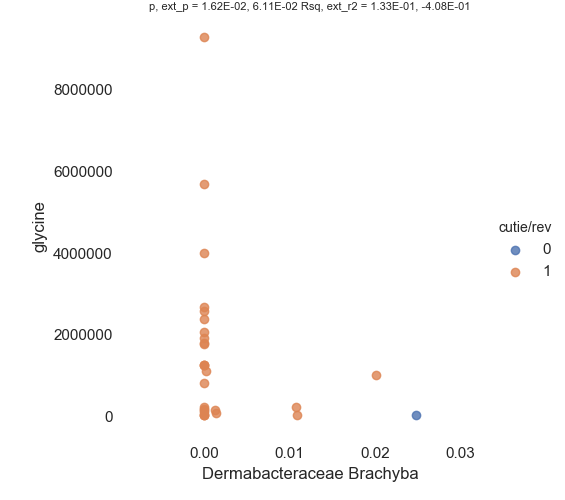 p, ext_p = 1.62E-02, 6.11E-02 Rsq, ext_r2 = 1.33E-01, -4.08E-01
8000000
6000000
4000000
2000000
0
glycine
0.00 0.01 0.02 0.03
Dermabacteraceae Brachyba
cutie/rev
0
1